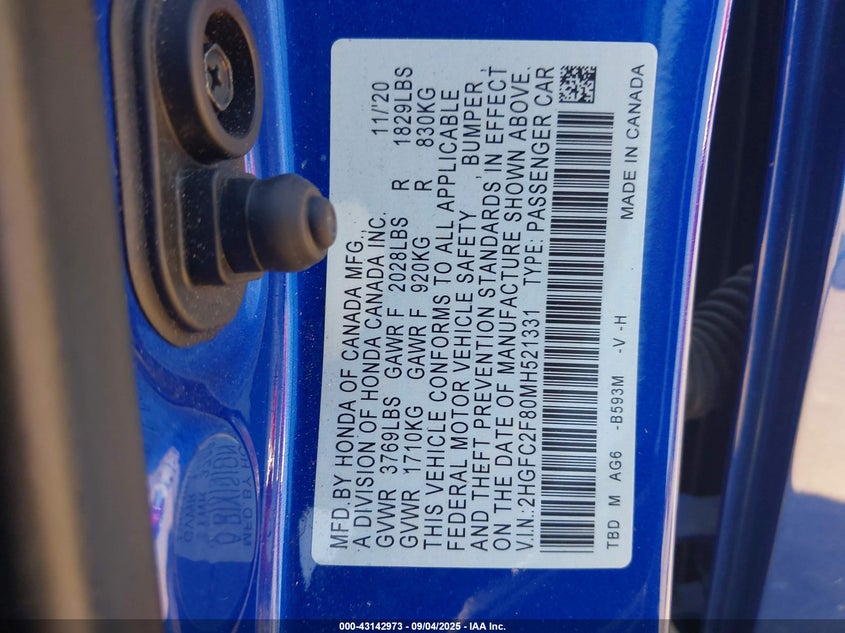 MFD.BY HONDA OF CANADA MFG., 11/'20
A DIVISION OF HONDA CANADA INC.
GVWR 3769LBS GAWR F 2028LBS R 1829LBS
GVWR 1710KG GAWR F 920KG R 830KG
THIS VEHICLE CONFORMS TO ALL APPLICABLE
FEDERAL MOTOR VEHICLE SAFETY , BUMPER ,
AND THEFT PREVENTION STANDARDS IN EFFECT
ON THE DATE OF MANUFACTURE SHOWN ABOVE.
V.I.N.:2HGFC2F80MH521331 TYPE: PASSENGER CAR
TBD M AG6 -B593M -V -H MADE IN CANADA
000-43142973 - 09/04/2025 - IAA Inc.